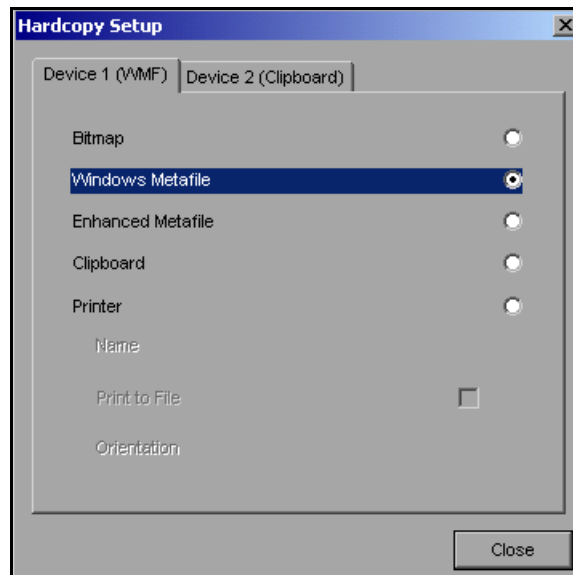 Hardcopy Setup
Device 1 (WMF) Device 2 (Clipboard)
Bitmap
Windows Metafile
Enhanced Metafile
Clipboard
Printer
Name
Print to File
Orientation
Close